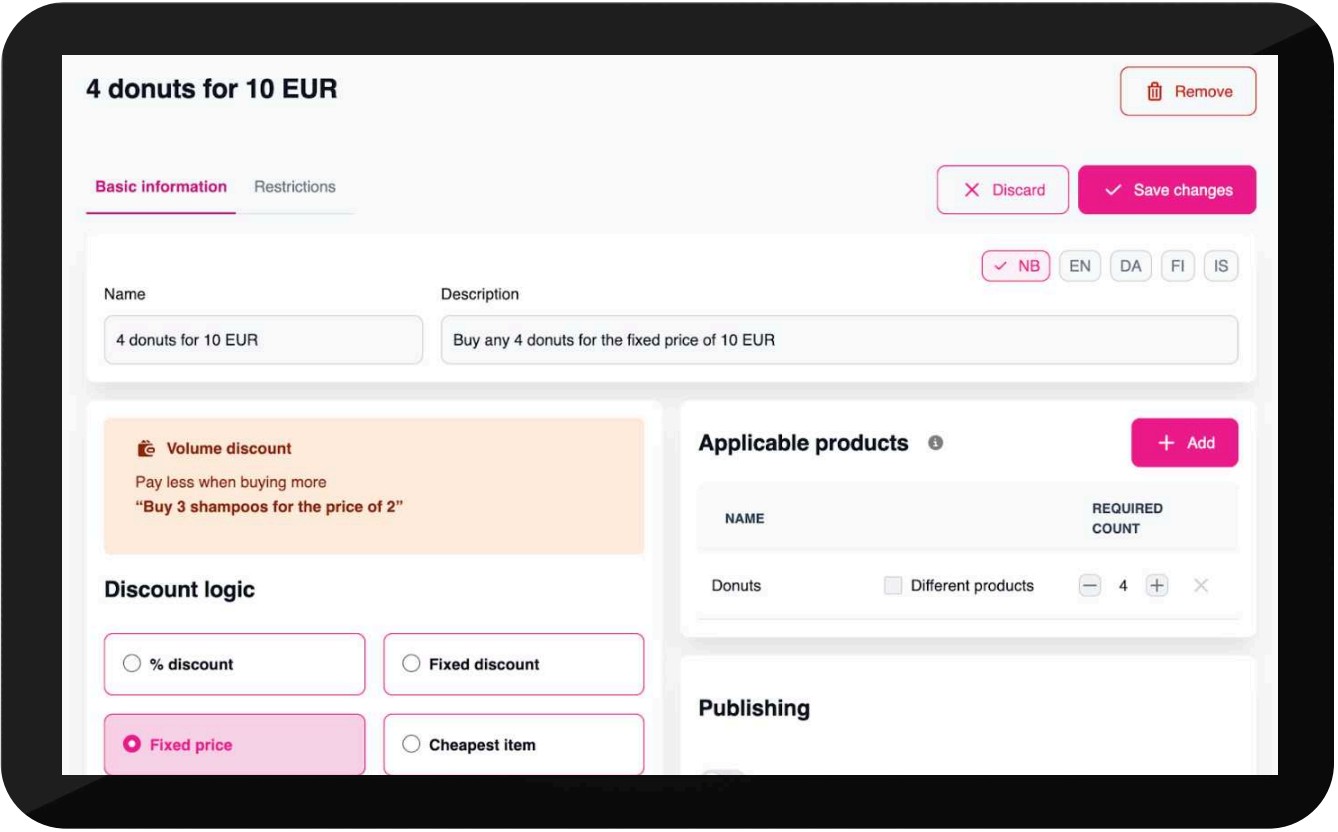 4 donuts for 10 EUR
Remove
Basic information
Restrictions
Discard
Save changes
NB
EN
DA
FI
IS
Name
Description
4 donuts for 10 EUR
Buy any 4 donuts for the fixed price of 10 EUR
Volume discount
Pay less when buying more
“Buy 3 shampoos for the price of 2”
Discount logic
% discount
Fixed discount
Fixed price
Cheapest item
Applicable products
Add
NAME
REQUIRED
COUNT
Donuts
Different products
4
Publishing